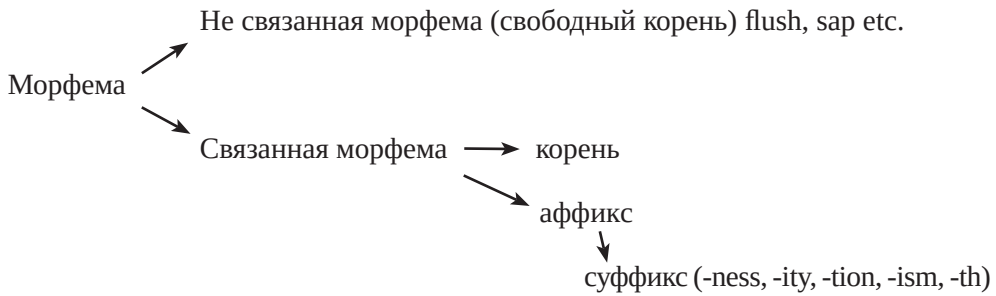 Не связанная морфема (свободный корень) flush, sap etc.
Морфема
Связанная морфема корень
аффикс
суффикс (-ness, -ity, -tion, -ism, -th)